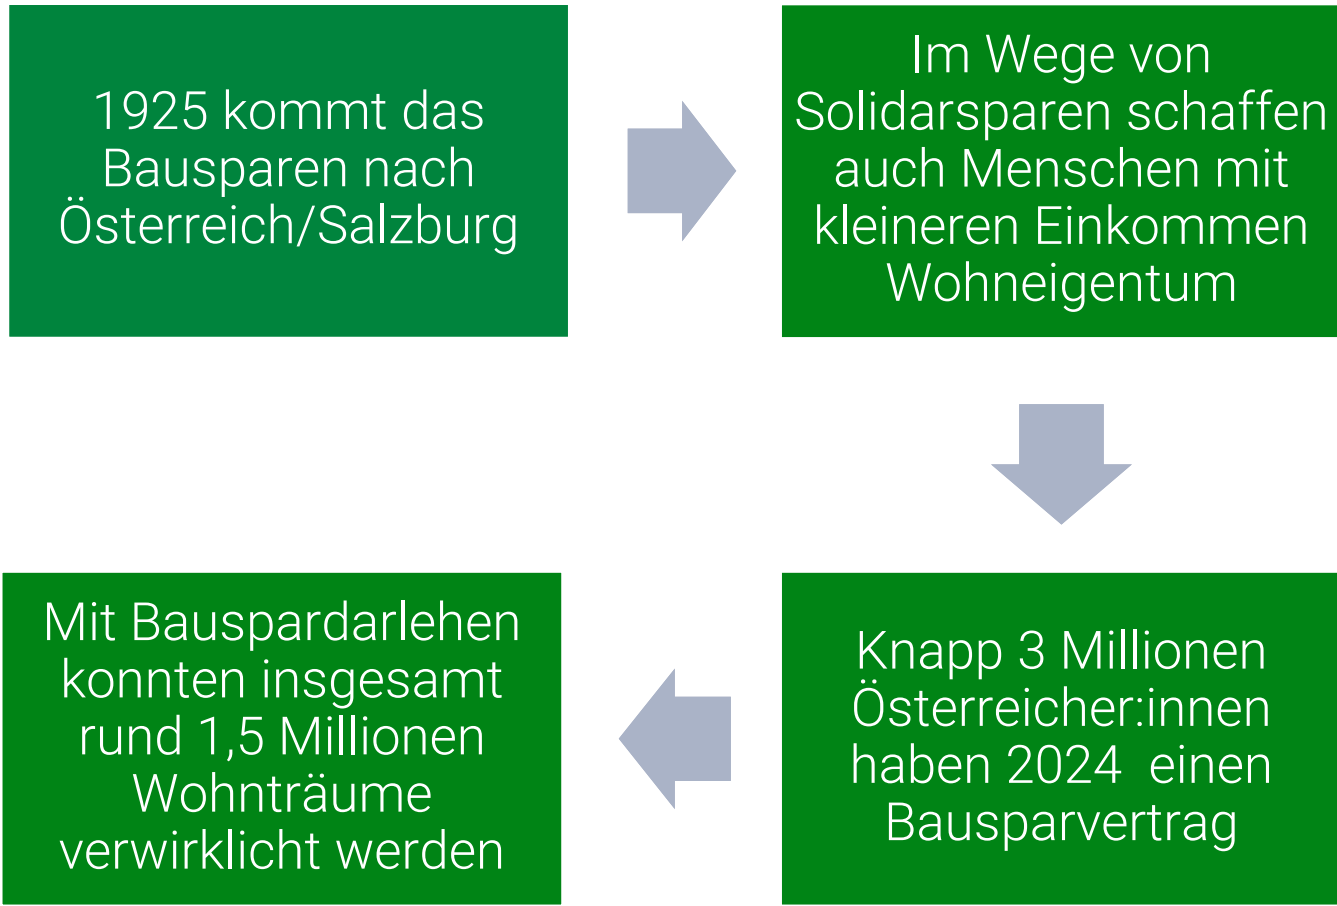 1925 kommt das
Bausparen nach
Österreich/Salzburg
Im Wege von
Solidarsparen schaffen
auch Menschen mit
kleineren Einkommen
Wohneigentum
Knapp 3 Millionen
Österreicher:innen
haben 2024  einen
Bausparvertrag
Mit Bauspardarlehen
konnten insgesamt
rund 1,5 Millionen
Wohnträume
verwirklicht werden